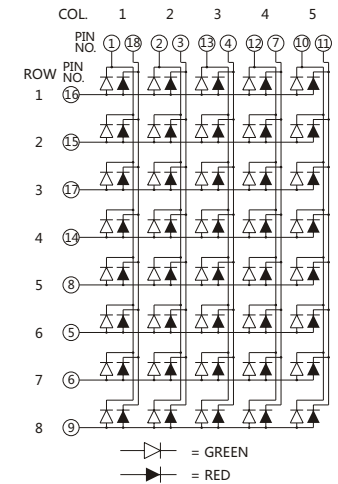 COL. 1 2 3 4 5
PIN NO. 1 18 2 3 13 4 12 7 10 11
ROW PIN NO.
1 16
2 15
3 17
4 14
5 8
6 5
7 6
8 9
= GREEN
= RED